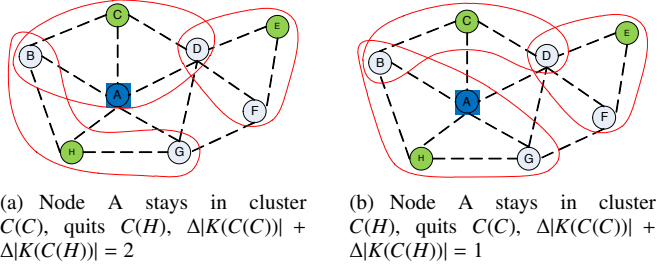 C
E
D
B
A
F
H
G
C
E
D
B
A
F
H
G
(a) Node A stays in cluster
C(C), quits C(H), Δ|K(C(C))| +
Δ|K(C(H))| = 2
(b) Node A stays in cluster
C(H), quits C(C), Δ|K(C(C))| +
Δ|K(C(H))| = 1